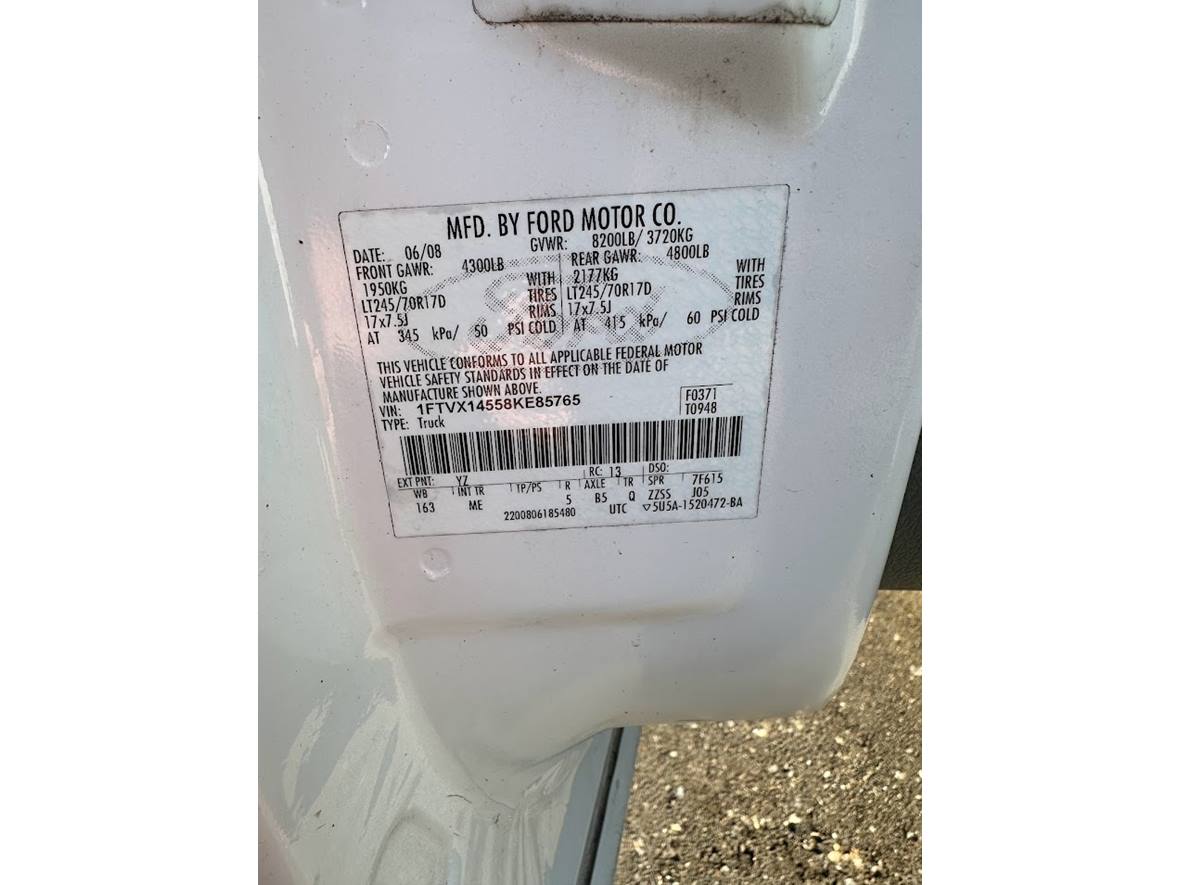 MFD. BY FORD MOTOR CO.
DATE: 06/08 GVWR: 8200LB/ 3720KG
FRONT GAWR: 4300LB REAR GAWR: 4800LB
1950KG WITH 2177KG WITH
LT245/70R17D TIRES LT245/70R17D TIRES
17x7.5J RIMS 17x7.5J RIMS
AT 345 kPa/ 50 PSI COLD AT 415 kPa/ 60 PSI COLD
THIS VEHICLE CONFORMS TO ALL APPLICABLE FEDERAL MOTOR
VEHICLE SAFETY STANDARDS IN EFFECT ON THE DATE OF
MANUFACTURE SHOWN ABOVE.
VIN: 1FTVX14558KE85765 F0371
TYPE: Truck T0948
EXT PNT: YZ RC: 13 DSO:
WB INT TR TP/PS R AXLE TR SPR 7F615
163 ME 5 B5 Q ZZSS J05
2200806185480 UTC ▽5U5A-1520472-BA